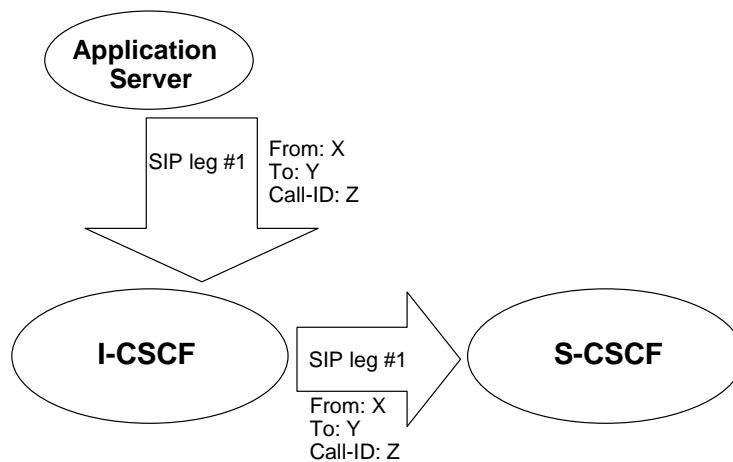 Application
Server
SIP leg #1
From: X
To: Y
Call-ID: Z
I-CSCF
SIP leg #1
S-CSCF
From: X
To: Y
Call-ID: Z